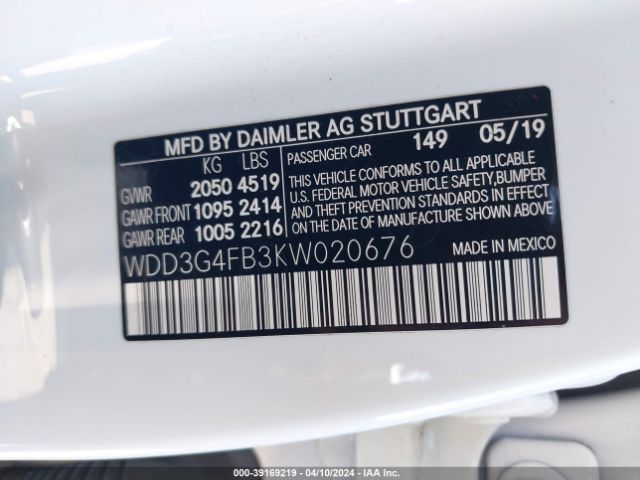 MFD BY DAIMLER AG STUTTGART
KG LBS PASSENGER CAR 149 05/19
GVWR 2050 4519
GAWR FRONT 1095 2414
GAWR REAR 1005 2216
THIS VEHICLE CONFORMS TO ALL APPLICABLE
U.S. FEDERAL MOTOR VEHICLE SAFETY,BUMPER
AND THEFT PREVENTION STANDARDS IN EFFECT
ON THE DATE OF MANUFACTURE SHOWN ABOVE.
WDD3G4FB3KW020676 MADE IN MEXICO
000-39169219 - 04/10/2024 - IAA Inc.